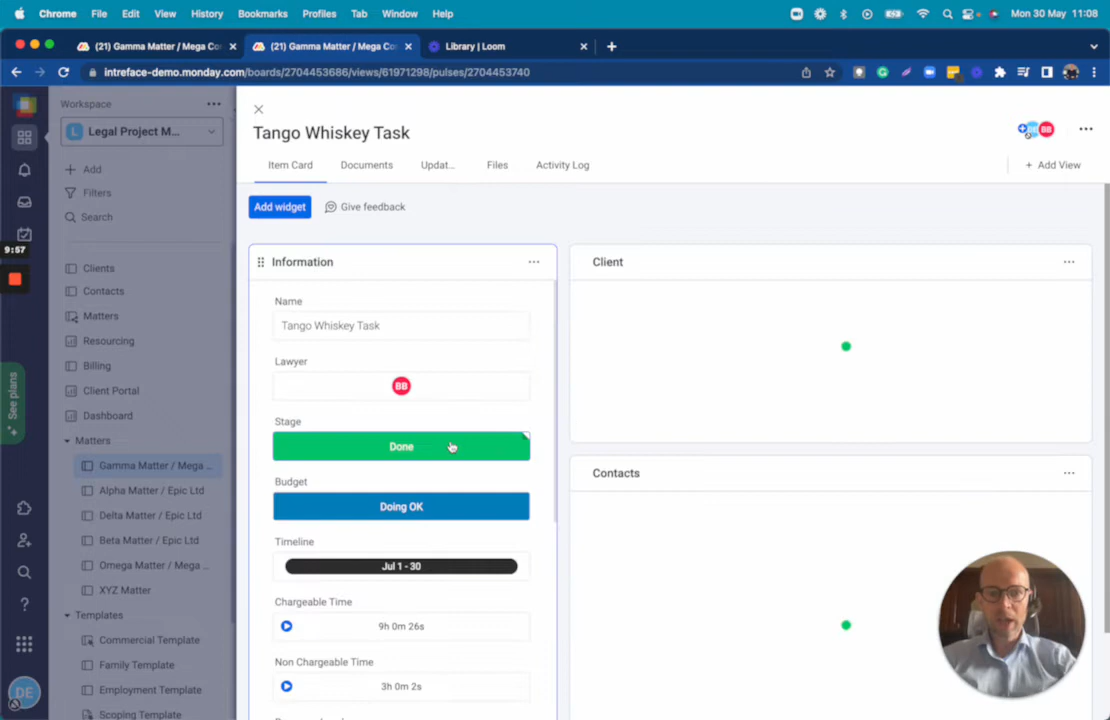 Chrome File Edit View History Bookmarks Profiles Tab Window Help
Mon 30 May 11:08
(21) Gamma Matter / Mega Co
(21) Gamma Matter / Mega Co
Library | Loom
intreface-demo.monday.com/boards/2704453686/views/61971298/pulses/2704453740
Workspace
L Legal Project M...
Add
Filters
Search
9:57
Clients
Contacts
Matters
Resourcing
Billing
Client Portal
Dashboard
See plans
Matters
Gamma Matter / Mega ...
Alpha Matter / Epic Ltd
Delta Matter / Epic Ltd
Beta Matter / Epic Ltd
Omega Matter / Mega ...
XYZ Matter
Templates
Commercial Template
Family Template
Employment Template
Scoping Template
DE
Tango Whiskey Task
BB
Item Card Documents Updat... Files Activity Log
+ Add View
Add widget
Give feedback
Information
Name
Tango Whiskey Task
Lawyer
BB
Stage
Done
Budget
Doing OK
Timeline
Jul 1 - 30
Chargeable Time
9h 0m 26s
Non Chargeable Time
3h 0m 2s
Client
Contacts